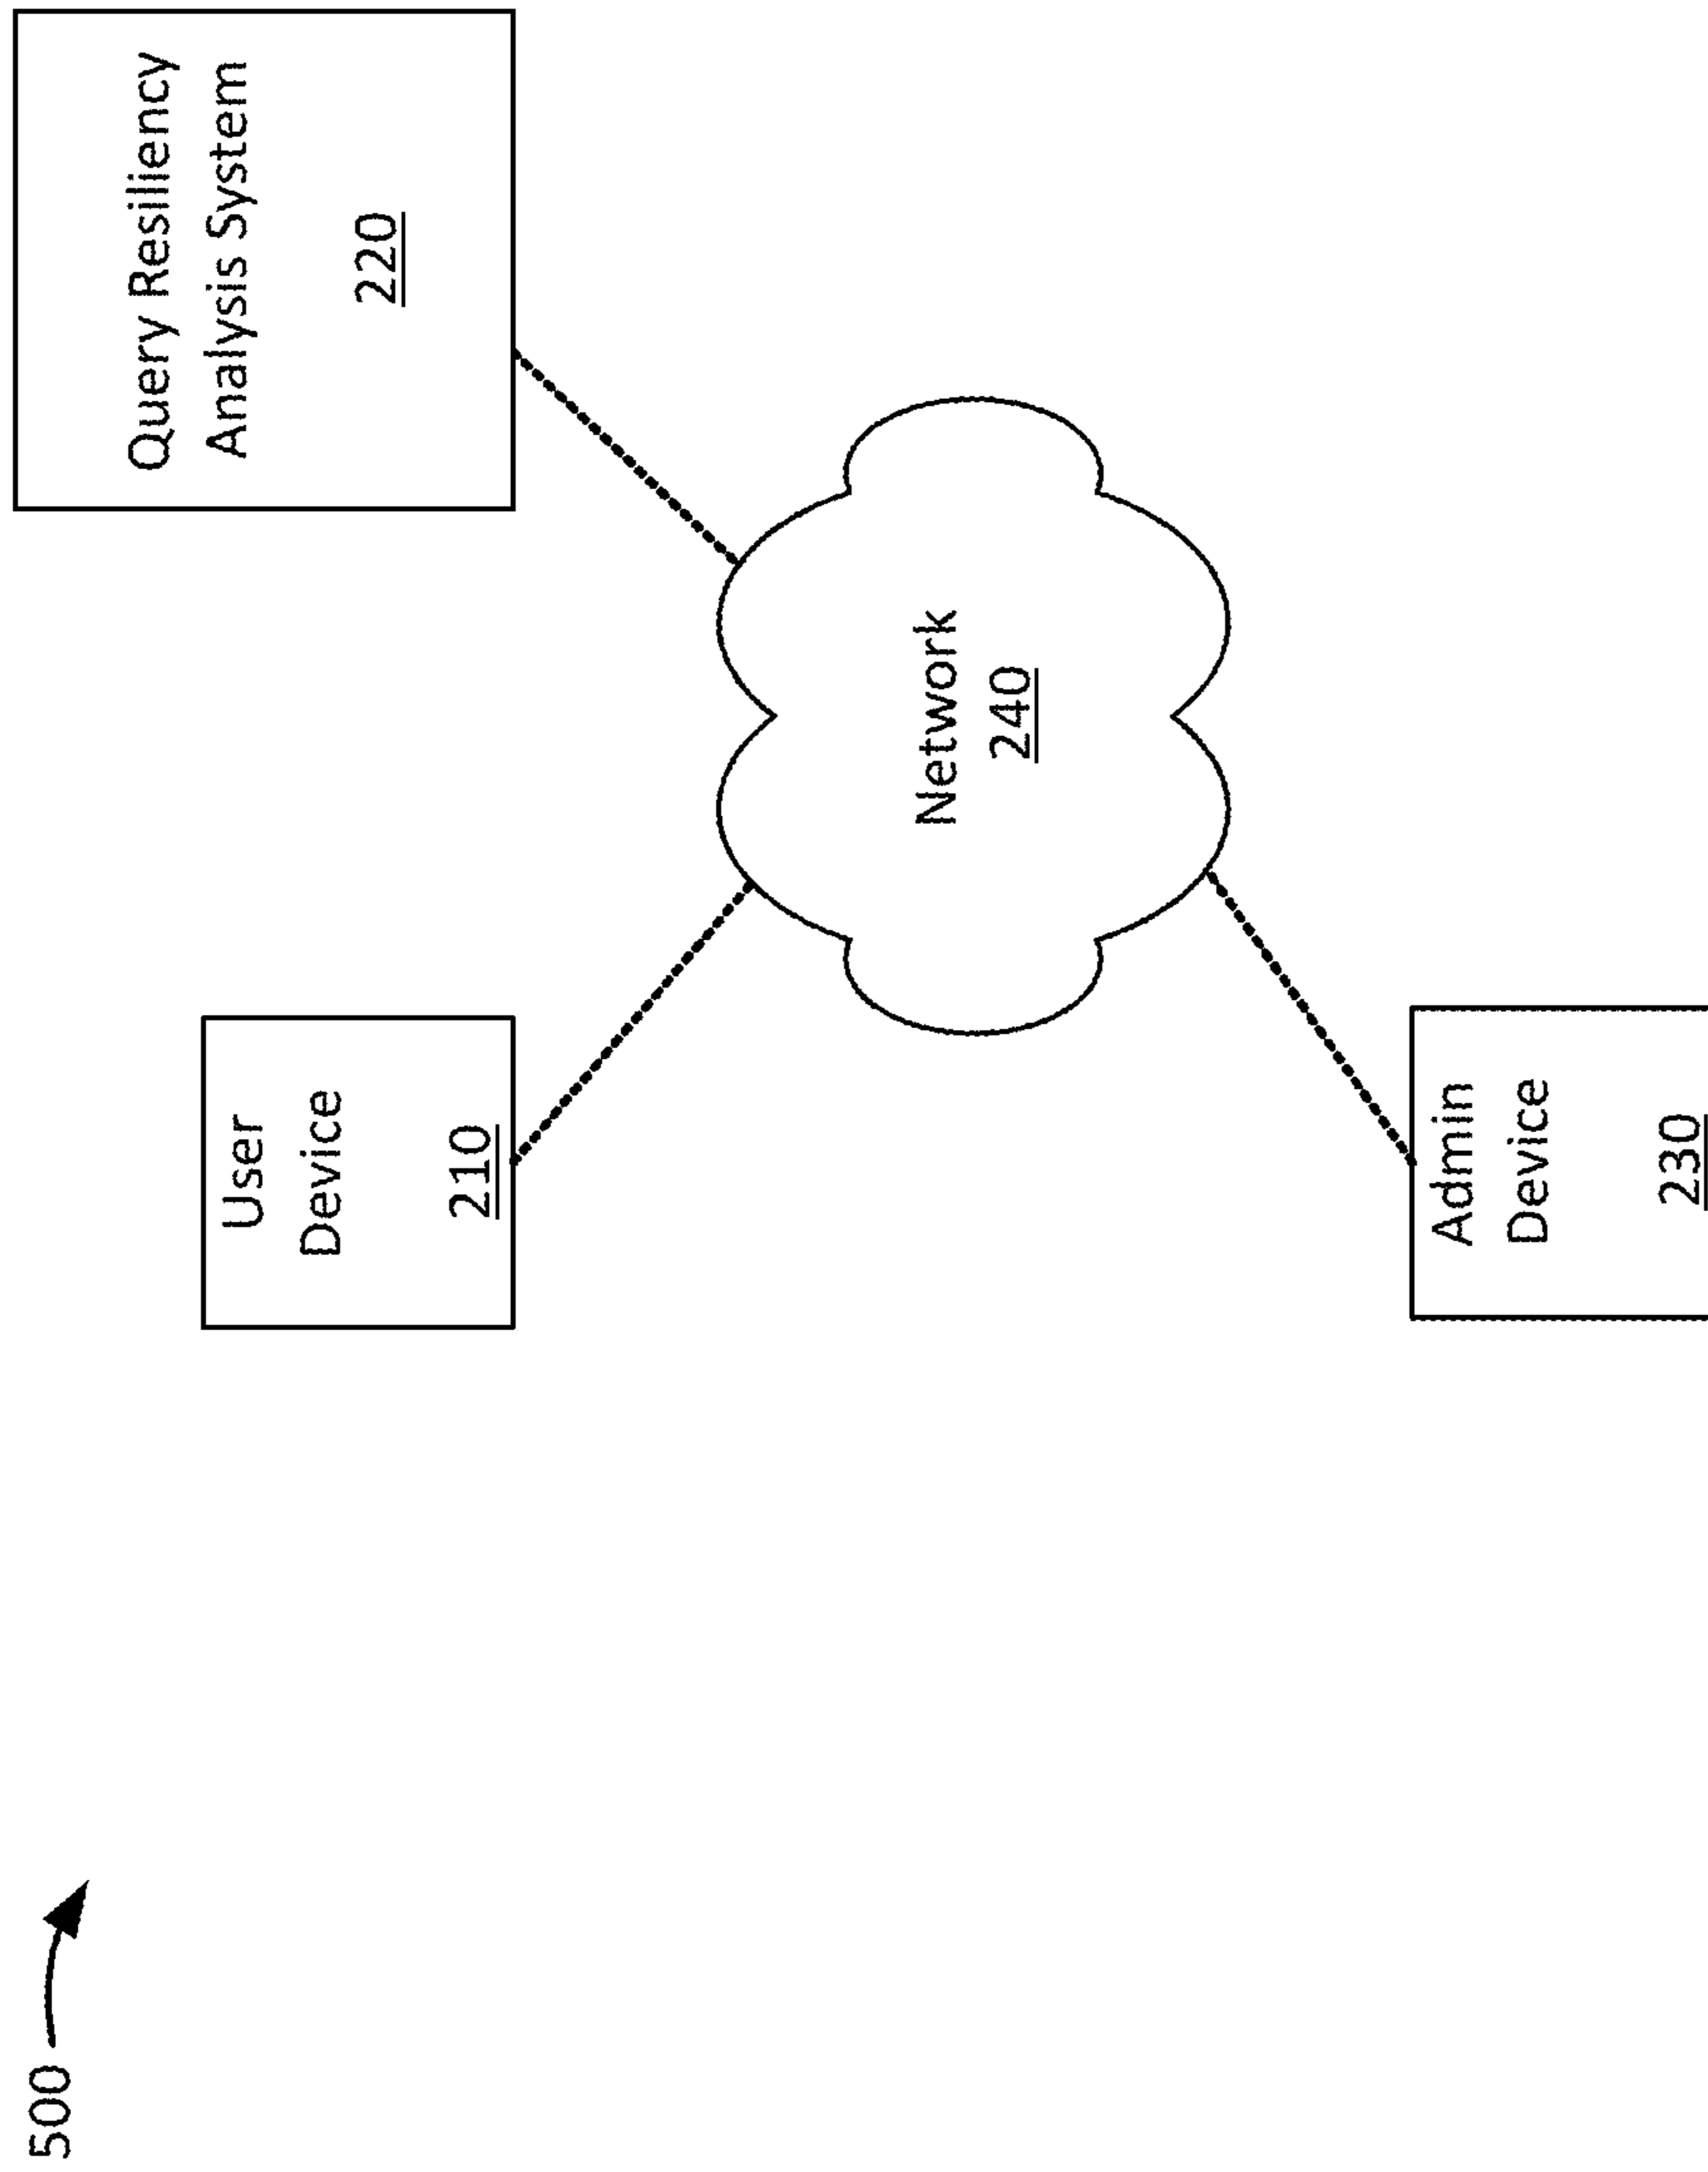 500
User
Device
210
Query Resiliency
Analysis System
220
Network
240
Admin
Device
230